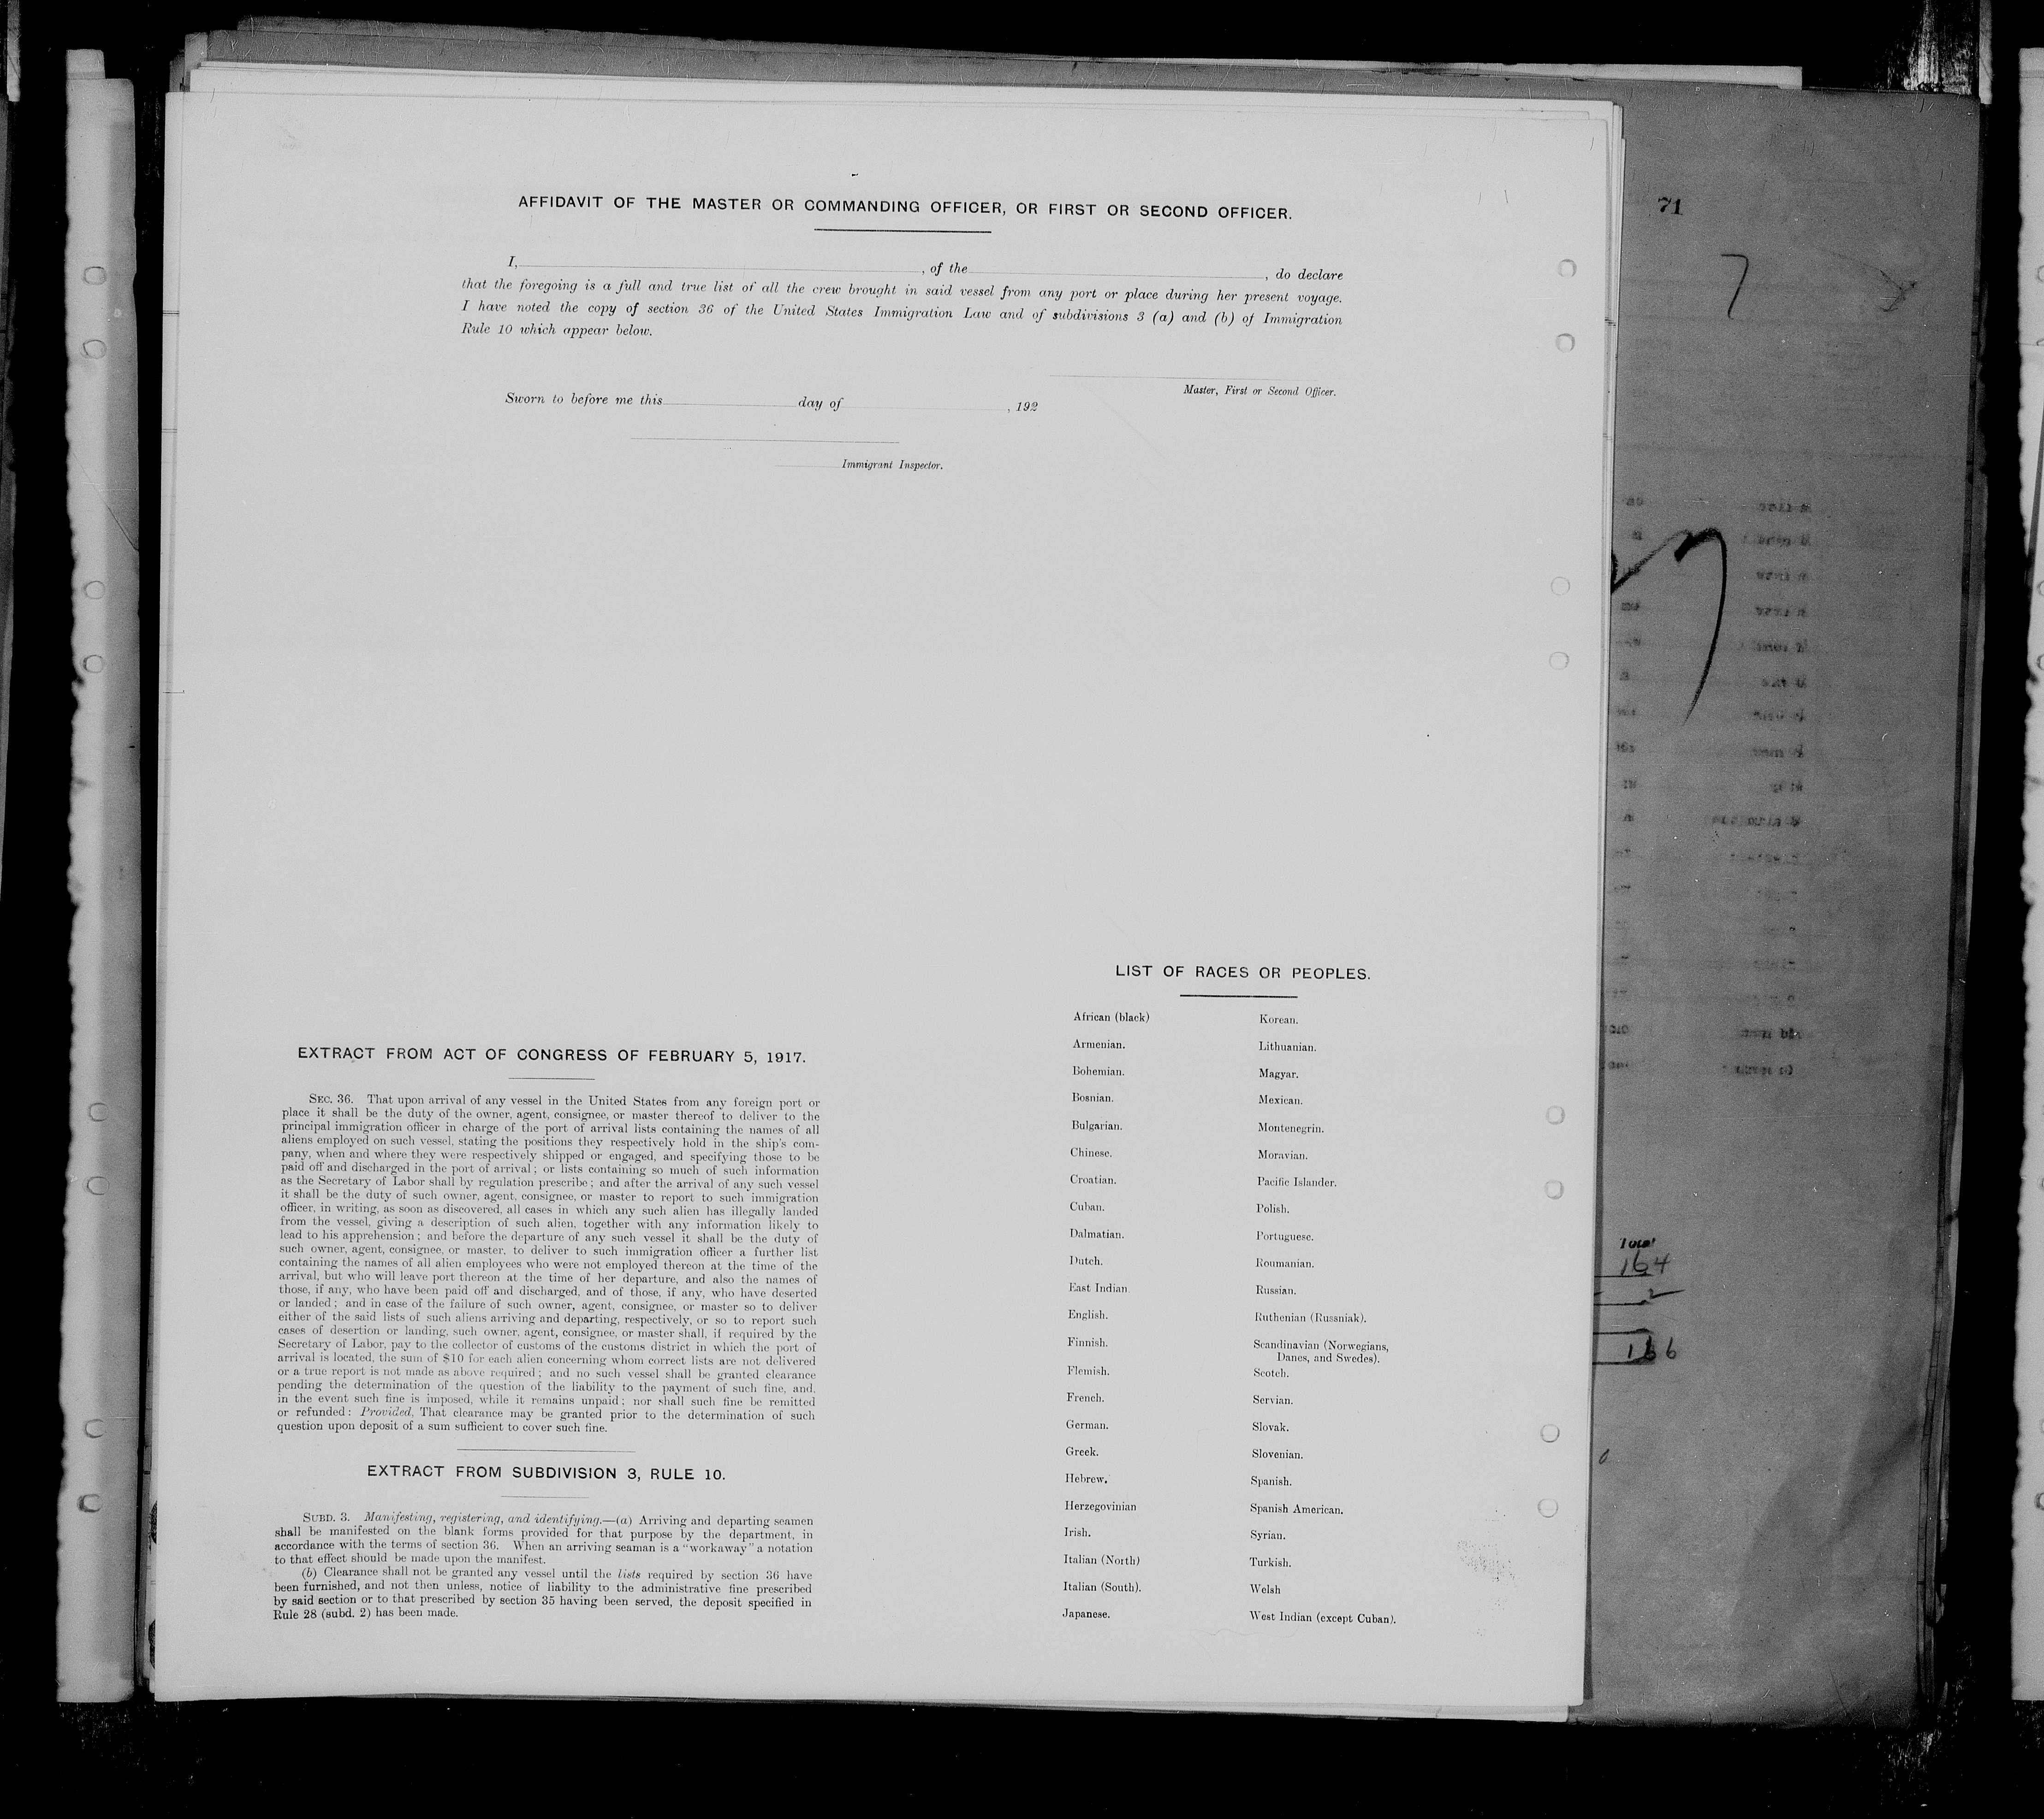 AFFIDAVIT OF THE MASTER OR COMMANDING OFFICER, OR FIRST OR SECOND OFFICER.
I, , of the , do declare
that the foregoing is a full and true list of all the crew brought in said vessel from any port or place during her present voyage.
I have noted the copy of section 36 of the United States Immigration Law and of subdivisions 3 (a) and (b) of Immigration
Rule 10 which appear below.
Master, First or Second Officer.
Sworn to before me this day of , 192
Immigrant Inspector.
EXTRACT FROM ACT OF CONGRESS OF FEBRUARY 5, 1917.
SEC. 36. That upon arrival of any vessel in the United States from any foreign port or
place it shall be the duty of the owner, agent, consignee, or master thereof to deliver to the
principal immigration officer in charge of the port of arrival lists containing the names of all
aliens employed on such vessel, stating the positions they respectively hold in the ship's com-
pany, when and where they were respectively shipped or engaged, and specifying those to be
paid off and discharged in the port of arrival; or lists containing so much of such information
as the Secretary of Labor shall by regulation prescribe; and after the arrival of any such vessel
it shall be the duty of such owner, agent, consignee, or master to report to such immigration
officer, in writing, as soon as discovered, all cases in which any such alien has illegally landed
from the vessel, giving a description of such alien, together with any information likely to
lead to his apprehension; and before the departure of any such vessel it shall be the duty of
such owner, agent, consignee, or master, to deliver to such immigration officer a further list
containing the names of all alien employees who were not employed thereon at the time of the
arrival, but who will leave port thereon at the time of her departure, and also the names of
those, if any, who have been paid off and discharged, and of those, if any, who have deserted
or landed; and in case of the failure of such owner, agent, consignee, or master so to deliver
either of the said lists of such aliens arriving and departing, respectively, or so to report such
cases of desertion or landing, such owner, agent, consignee, or master shall, if required by the
Secretary of Labor, pay to the collector of customs of the customs district in which the port of
arrival is located, the sum of $10 for each alien concerning whom correct lists are not delivered
or a true report is not made as above required; and no such vessel shall be granted clearance
pending the determination of the question of the liability to the payment of such fine, and,
in the event such fine is imposed, while it remains unpaid; nor shall such fine be remitted
or refunded: Provided, That clearance may be granted prior to the determination of such
question upon deposit of a sum sufficient to cover such fine.
EXTRACT FROM SUBDIVISION 3, RULE 10.
SUBD. 3. Manifesting, registering, and identifying.—(a) Arriving and departing seamen
shall be manifested on the blank forms provided for that purpose by the department, in
accordance with the terms of section 36. When an arriving seaman is a "workaway" a notation
to that effect should be made upon the manifest.
(b) Clearance shall not be granted any vessel until the lists required by section 36 have
been furnished, and not then unless, notice of liability to the administrative fine prescribed
by said section or to that prescribed by section 35 having been served, the deposit specified in
Rule 28 (subd. 2) has been made.
LIST OF RACES OR PEOPLES.
African (black)
Armenian.
Bohemian.
Bosnian.
Bulgarian.
Chinese.
Croatian.
Cuban.
Dalmatian.
Dutch.
East Indian
English.
Finnish.
Flemish.
French.
German.
Greek.
Hebrew.
Herzegovinian
Irish.
Italian (North)
Italian (South).
Japanese.
Korean.
Lithuanian.
Magyar.
Mexican.
Montenegrin.
Moravian.
Pacific Islander.
Polish.
Portuguese.
Roumanian.
Russian.
Ruthenian (Russniak).
Scandinavian (Norwegians,
Danes, and Swedes).
Scotch.
Servian.
Slovak.
Slovenian.
Spanish.
Spanish American.
Syrian.
Turkish.
Welsh
West Indian (except Cuban).
71
7
Total
164
2
166